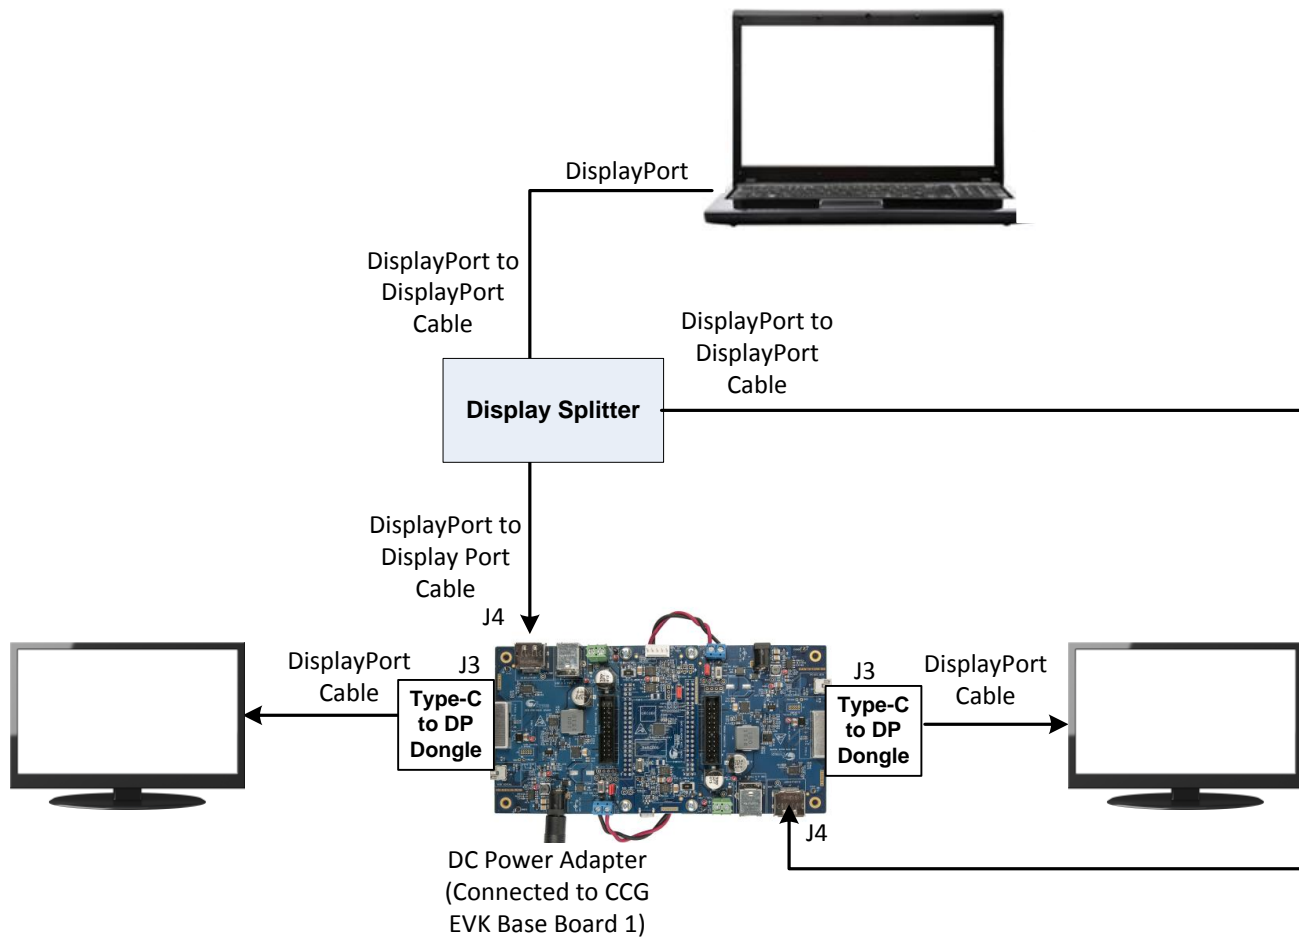 DisplayPort
DisplayPort to
DisplayPort
Cable
DisplayPort to
DisplayPort
Cable
Display Splitter
DisplayPort to
Display Port
Cable
J4
DisplayPort
Cable
J3
Type-C
to DP
Dongle
J3
Type-C
to DP
Dongle
DisplayPort
Cable
J4
DC Power Adapter
(Connected to CCG
EVK Base Board 1)